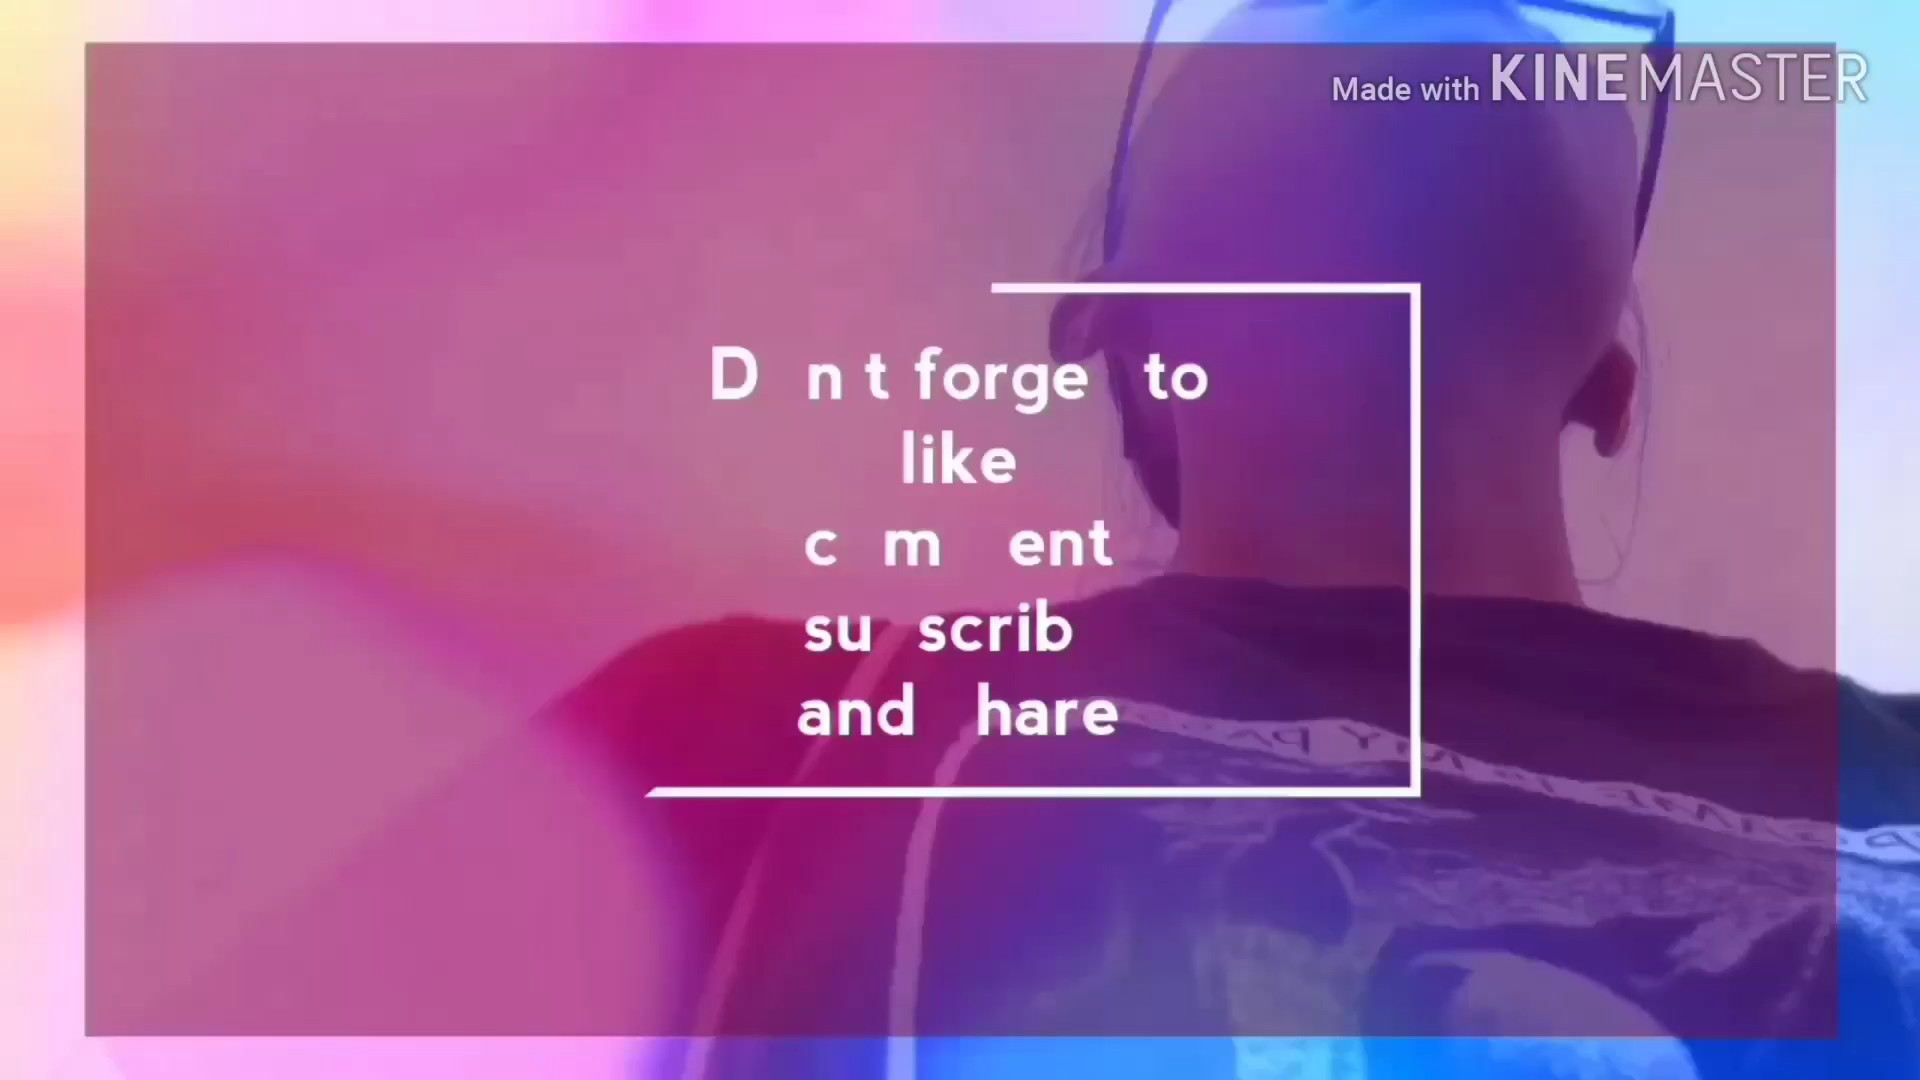 Made with KINEMASTER
D n t forge to
like
c m ent
su scrib
and hare